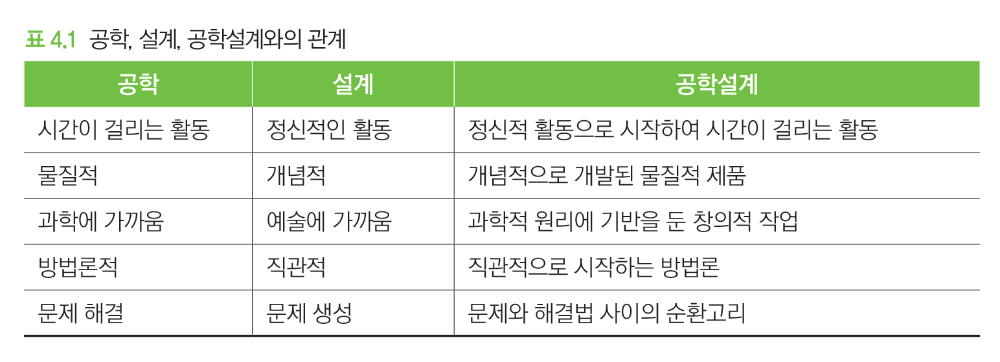 표 4.1 공학, 설계, 공학설계와의 관계
공학 설계 공학설계
시간이 걸리는 활동 정신적인 활동 정신적 활동으로 시작하여 시간이 걸리는 활동
물질적 개념적 개념적으로 개발된 물질적 제품
과학에 가까움 예술에 가까움 과학적 원리에 기반을 둔 창의적 작업
방법론적 직관적 직관적으로 시작하는 방법론
문제 해결 문제 생성 문제와 해결법 사이의 순환고리